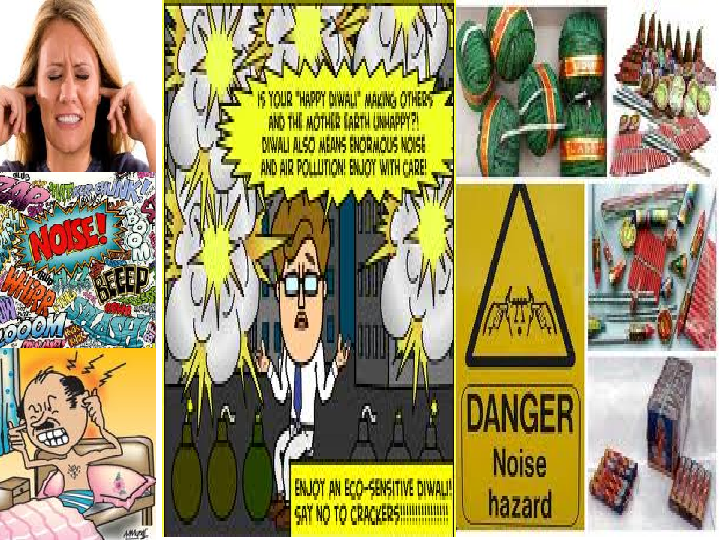 IS YOUR "HAPPY DIWALI" MAKING OTHERS
AND THE MOTHER EARTH UNHAPPY?!
DIWALI ALSO MEANS ENORMOUS NOISE
AND AIR POLLUTION! ENJOY WITH CARE!
ENJOY AN ECO-SENSITIVE DIWALI!
SAY NO TO CRACKERS!!!!!!!!!!!!!!!
NOISE!
BOOM
BEEEP
WHIRR
OOOM
SPLASH
DANGER
Noise
hazard